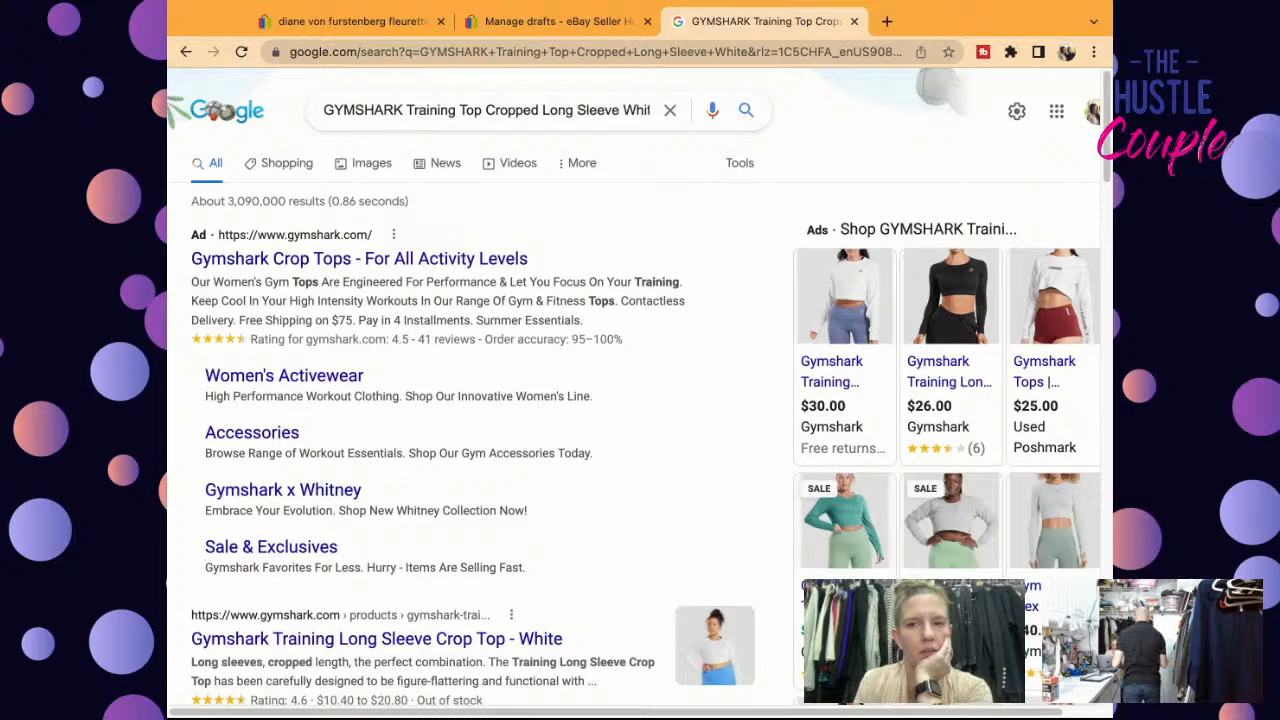 diane von furstenberg fleurette
Manage drafts - eBay Seller Hu
GYMSHARK Training Top Crop
google.com/search?q=GYMSHARK+Training+Top+Cropped+Long+Sleeve+White&rlz=1C5CHFA_enUS908...
-THE-
HUSTLE
Couple
Google
GYMSHARK Training Top Cropped Long Sleeve Whit
All
Shopping
Images
News
Videos
More
Tools
About 3,090,000 results (0.86 seconds)
Ad · https://www.gymshark.com/
Gymshark Crop Tops - For All Activity Levels
Our Women's Gym Tops Are Engineered For Performance & Let You Focus On Your Training.
Keep Cool In Your High Intensity Workouts In Our Range Of Gym & Fitness Tops. Contactless
Delivery. Free Shipping on $75. Pay in 4 Installments. Summer Essentials.
Rating for gymshark.com: 4.5 - 41 reviews - Order accuracy: 95–100%
Women's Activewear
High Performance Workout Clothing. Shop Our Innovative Women's Line.
Accessories
Browse Range of Workout Essentials. Shop Our Gym Accessories Today.
Gymshark x Whitney
Embrace Your Evolution. Shop New Whitney Collection Now!
Sale & Exclusives
Gymshark Favorites For Less. Hurry - Items Are Selling Fast.
https://www.gymshark.com › products › gymshark-trai...
Gymshark Training Long Sleeve Crop Top - White
Long sleeves, cropped length, the perfect combination. The Training Long Sleeve Crop
Top has been carefully designed to be figure-flattering and functional with ...
Rating: 4.6 · $10.40 to $20.80 · Out of stock
Ads · Shop GYMSHARK Traini...
Gymshark
Training...
$30.00
Gymshark
Free returns...
Gymshark
Training Lon...
$26.00
Gymshark
(6)
Gymshark
Tops |...
$25.00
Used
Poshmark
SALE
SALE